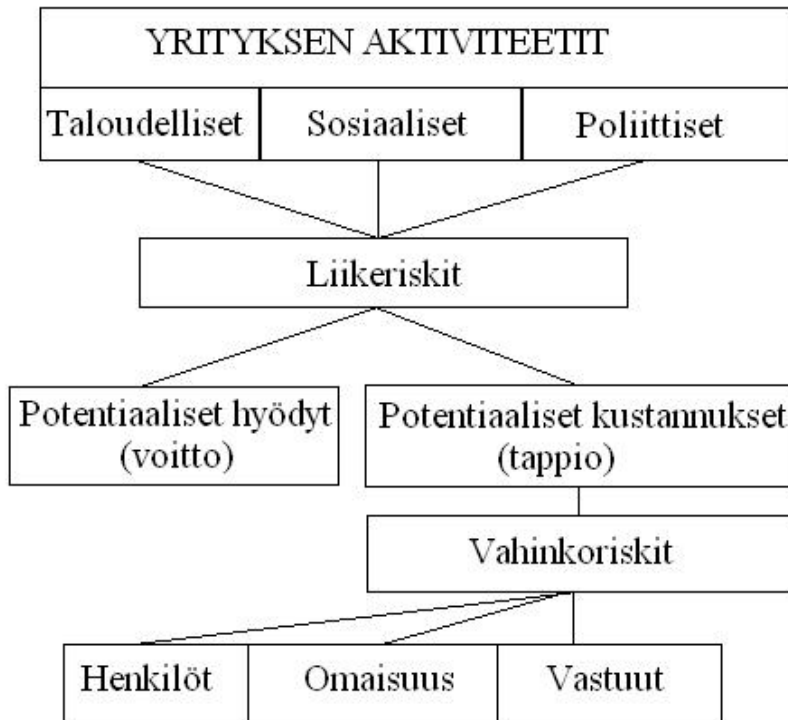 YRITYKSEN AKTIVITEETIT
Taloudelliset
Sosiaaliset
Poliittiset
Liikeriskit
Potentiaaliset hyödyt
(voitto)
Potentiaaliset kustannukset
(tappio)
Vahinkoriskit
Henkilöt
Omaisuus
Vastuut